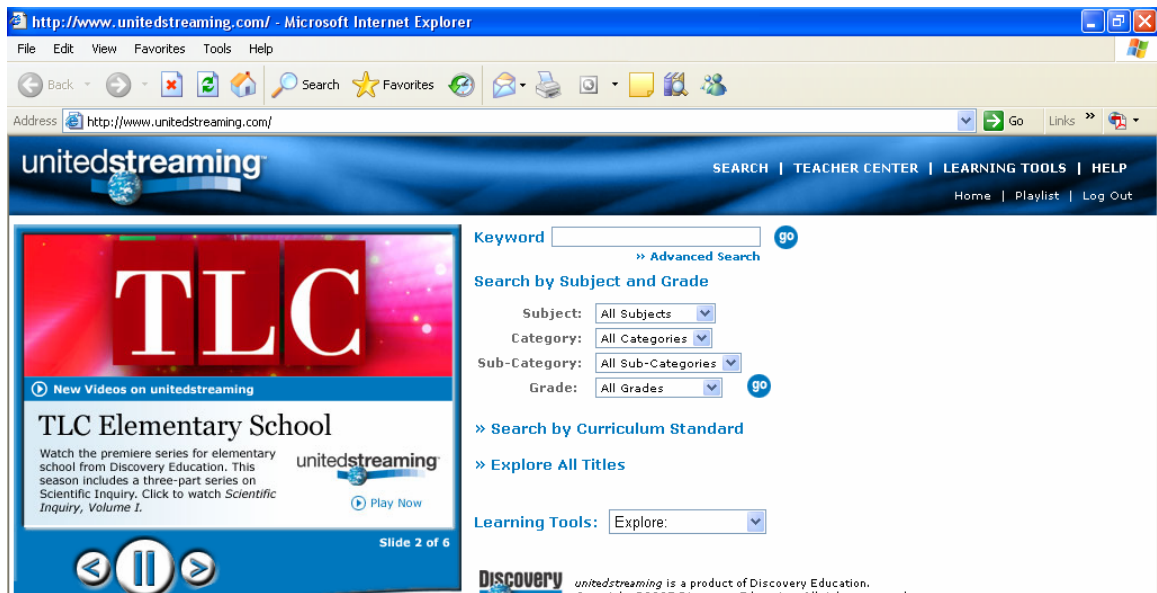 http://www.unitedstreaming.com/ - Microsoft Internet Explorer
File Edit View Favorites Tools Help
Back Search Favorites
Address http://www.unitedstreaming.com/ Go Links »
unitedstreaming
SEARCH | TEACHER CENTER | LEARNING TOOLS | HELP
Home | Playlist | Log Out
TLC
New Videos on unitedstreaming
TLC Elementary School
Watch the premiere series for elementary
school from Discovery Education. This
season includes a three-part series on
Scientific Inquiry. Click to watch Scientific
Inquiry, Volume I.
unitedstreaming
Play Now
Slide 2 of 6
Keyword go
» Advanced Search
Search by Subject and Grade
Subject: All Subjects
Category: All Categories
Sub-Category: All Sub-Categories
Grade: All Grades go
» Search by Curriculum Standard
» Explore All Titles
Learning Tools: Explore:
Discovery
unitedstreaming is a product of Discovery Education.